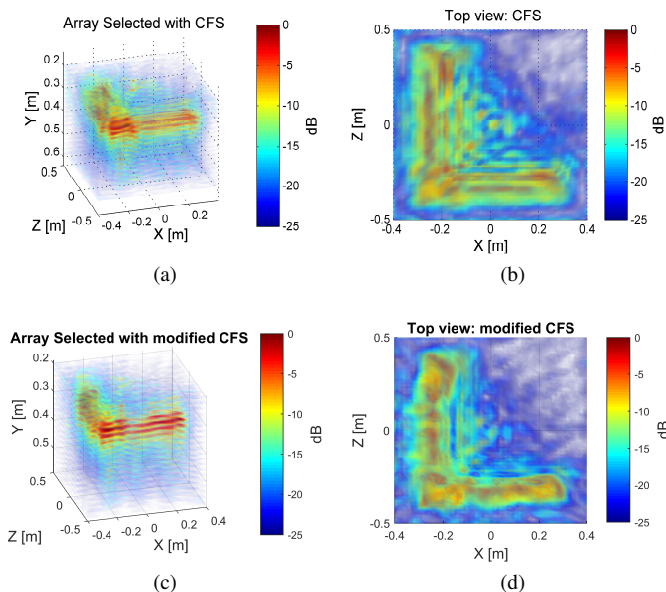 Array Selected with CFS
0.2
0.3
0.4
0.5
0.6
Y [m]
0.5
0
-0.5
Z [m]
-0.4 -0.2 0 0.2
X [m]
0
-5
-10
-15
-20
-25
dB
(a)
Top view: CFS
0.5
0
-0.5
Z [m]
-0.4 -0.2 0 0.2 0.4
X [m]
0
-5
-10
-15
-20
-25
dB
(b)
Array Selected with modified CFS
0.2
0.3
0.4
0.5
Y [m]
0.5
0
-0.5
Z [m]
-0.4 -0.2 0 0.2 0.4
X [m]
0
-5
-10
-15
-20
-25
dB
(c)
Top view: modified CFS
0.5
0
-0.5
Z [m]
-0.4 -0.2 0 0.2 0.4
X [m]
0
-5
-10
-15
-20
-25
dB
(d)